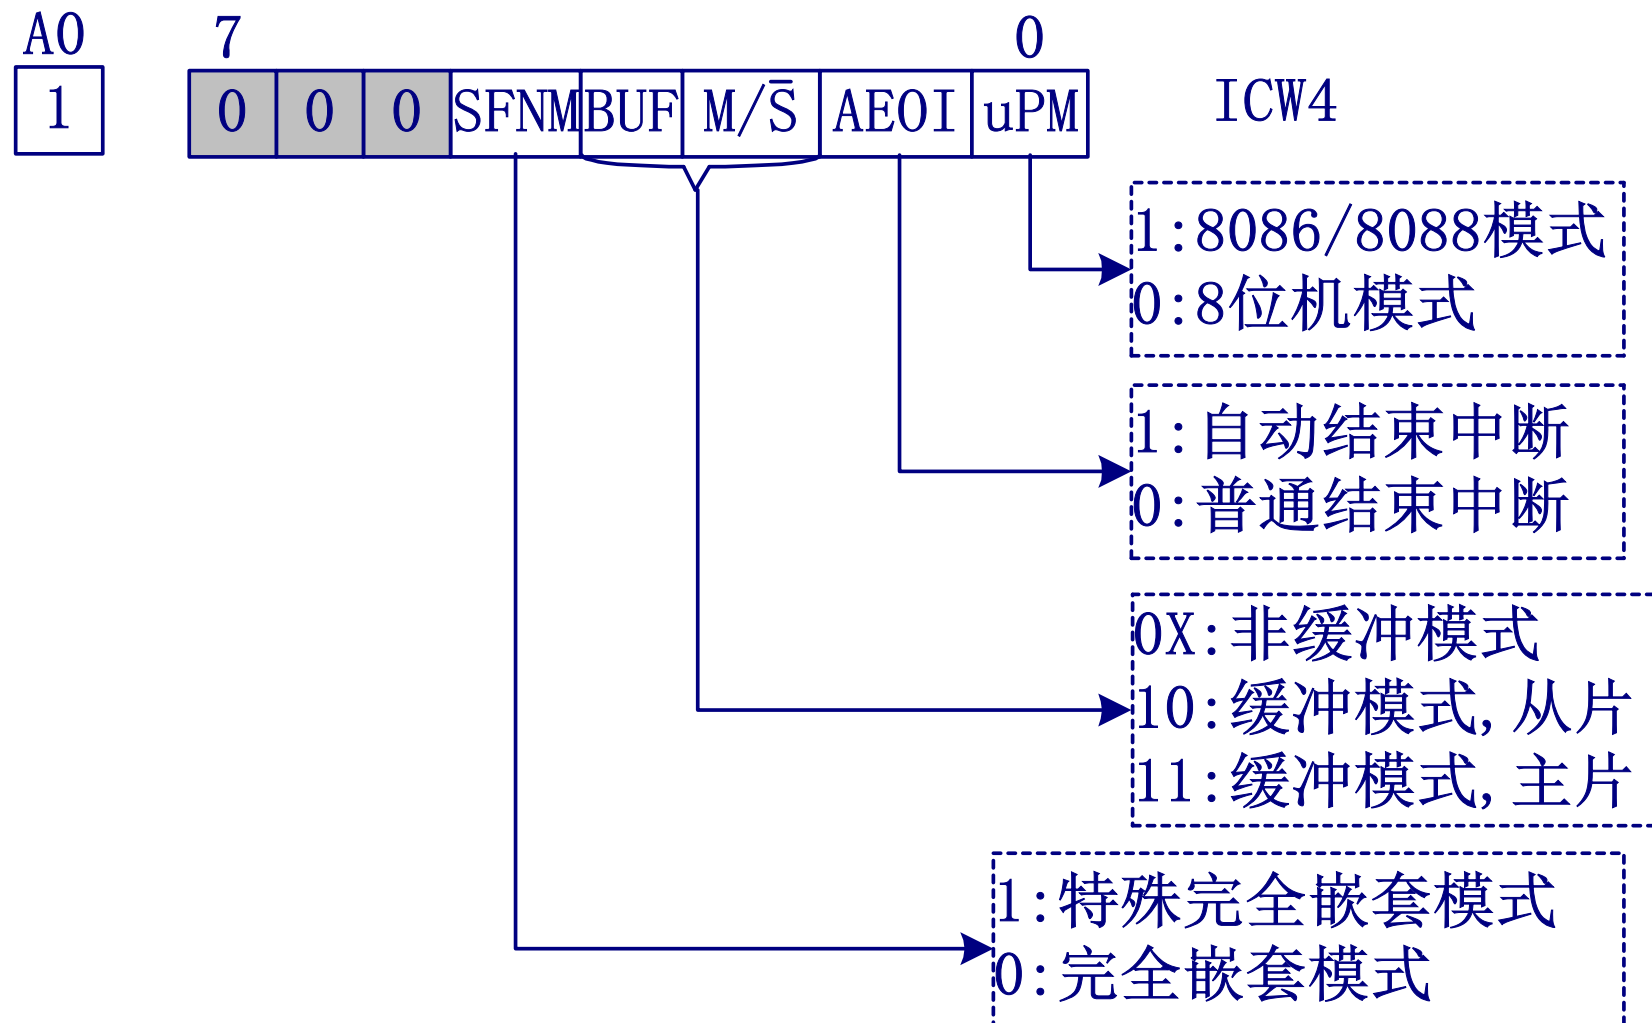 A0 7 0
1 0 0 0 SFNM BUF M/S̅ AEOI uPM ICW4
1:8086/8088模式
0:8位机模式
1:自动结束中断
0:普通结束中断
0X:非缓冲模式
10:缓冲模式,从片
11:缓冲模式,主片
1:特殊完全嵌套模式
0:完全嵌套模式